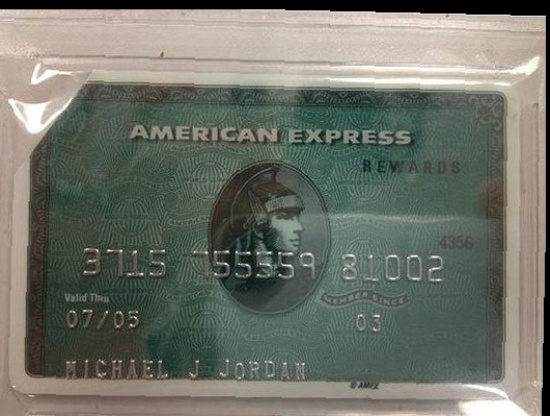 AMERICAN EXPRESS
REWARDS
4356
3715 755559 81002
Valid Thru
MEMBER SINCE
07/05 03
MICHAEL J JORDAN
© AMEX